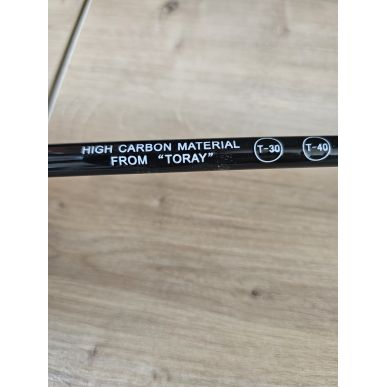 HIGH CARBON MATERIAL
FROM "TORAY"
T-30
T-40